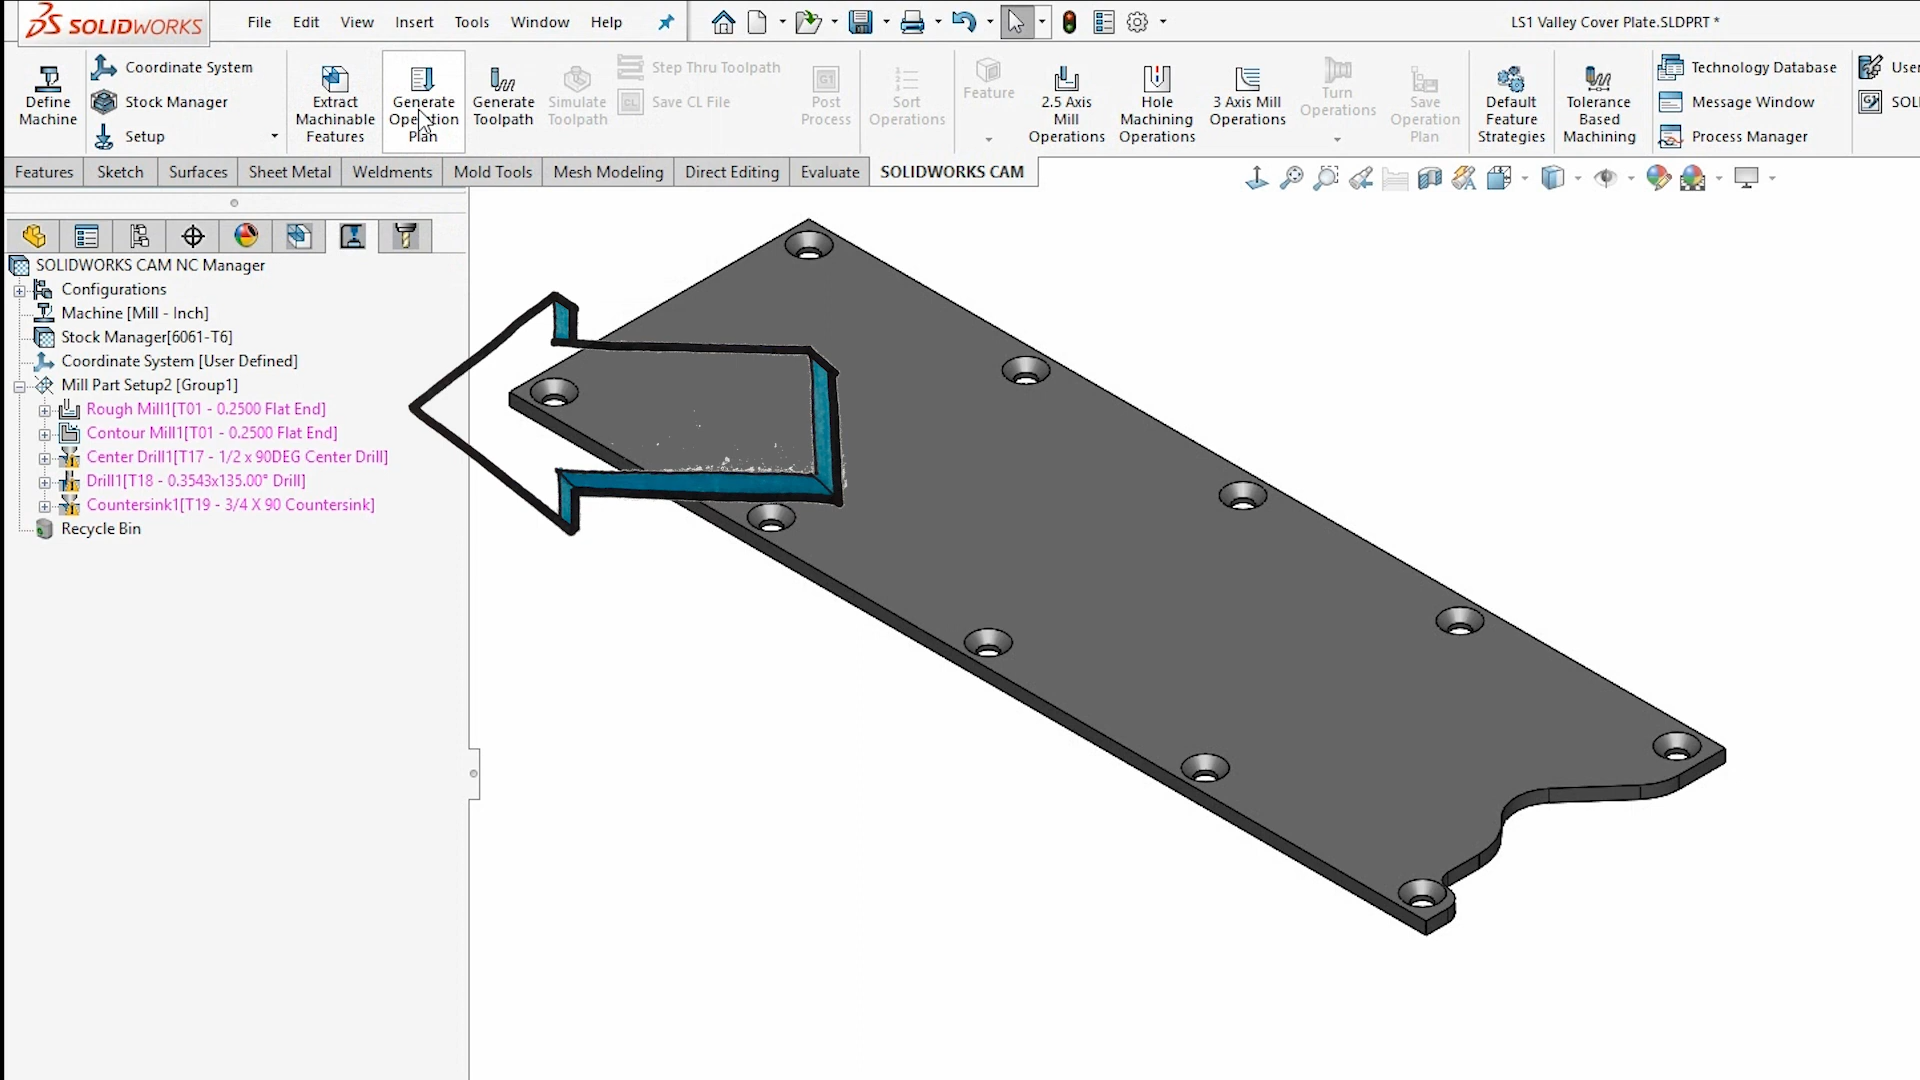 SOLIDWORKS
File Edit View Insert Tools Window Help
LS1 Valley Cover Plate.SLDPRT *
Define Machine
Coordinate System
Stock Manager
Setup
Extract Machinable Features
Generate Operation Plan
Generate Toolpath
Simulate Toolpath
Step Thru Toolpath
CL Save CL File
G1 Post Process
Sort Operations
Feature
2.5 Axis Mill Operations
Hole Machining Operations
3 Axis Mill Operations
Turn Operations
Save Operation Plan
Default Feature Strategies
Tolerance Based Machining
Technology Database
Message Window
Process Manager
User
SOL
Features Sketch Surfaces Sheet Metal Weldments Mold Tools Mesh Modeling Direct Editing Evaluate SOLIDWORKS CAM
SOLIDWORKS CAM NC Manager
Configurations
Machine [Mill - Inch]
Stock Manager[6061-T6]
Coordinate System [User Defined]
Mill Part Setup2 [Group1]
Rough Mill1[T01 - 0.2500 Flat End]
Contour Mill1[T01 - 0.2500 Flat End]
Center Drill1[T17 - 1/2 x 90DEG Center Drill]
Drill1[T18 - 0.3543x135.00° Drill]
Countersink1[T19 - 3/4 X 90 Countersink]
Recycle Bin